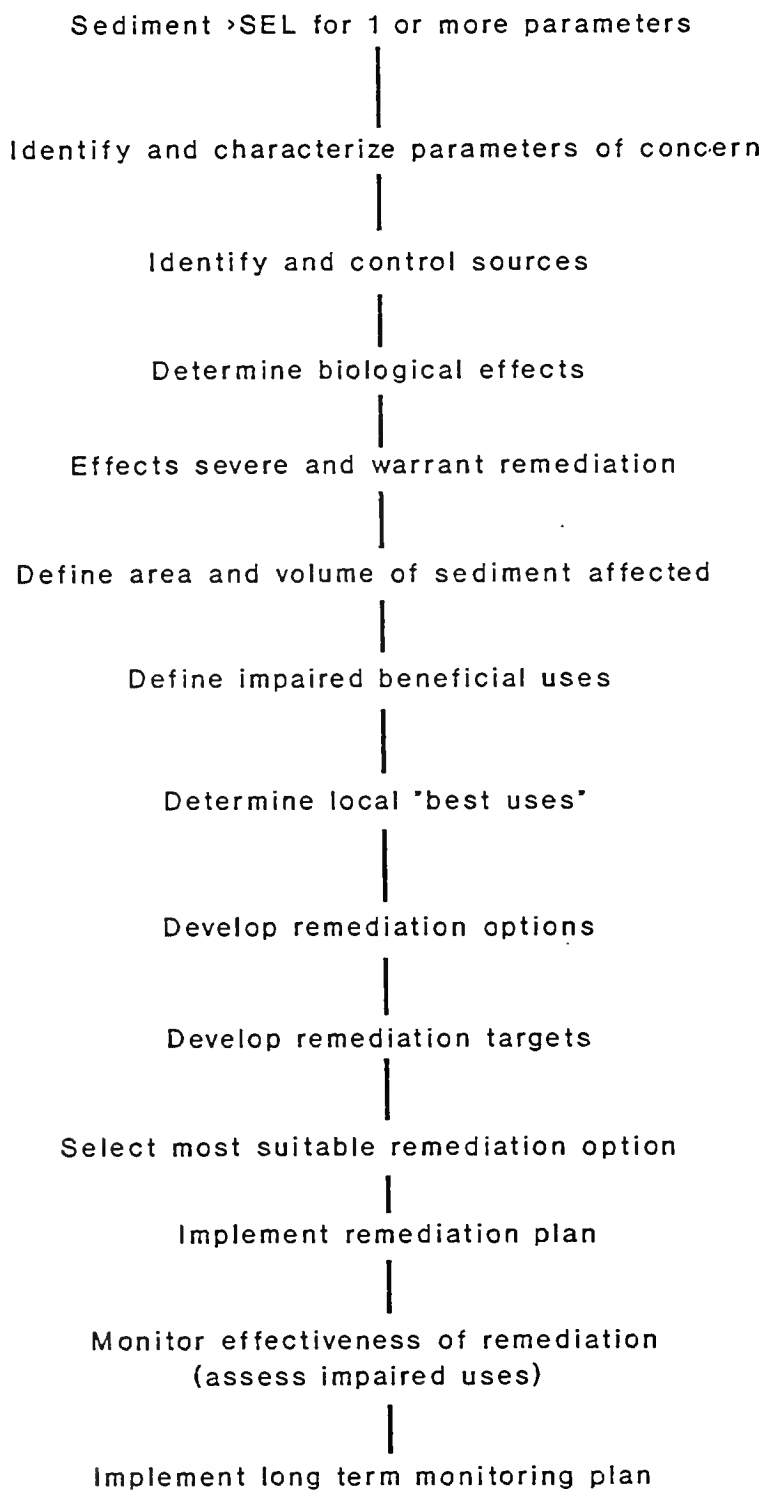 Sediment >SEL for 1 or more parameters
Identify and characterize parameters of concern
Identify and control sources
Determine biological effects
Effects severe and warrant remediation
Define area and volume of sediment affected
Define impaired beneficial uses
Determine local "best uses"
Develop remediation options
Develop remediation targets
Select most suitable remediation option
Implement remediation plan
Monitor effectiveness of remediation
(assess impaired uses)
Implement long term monitoring plan